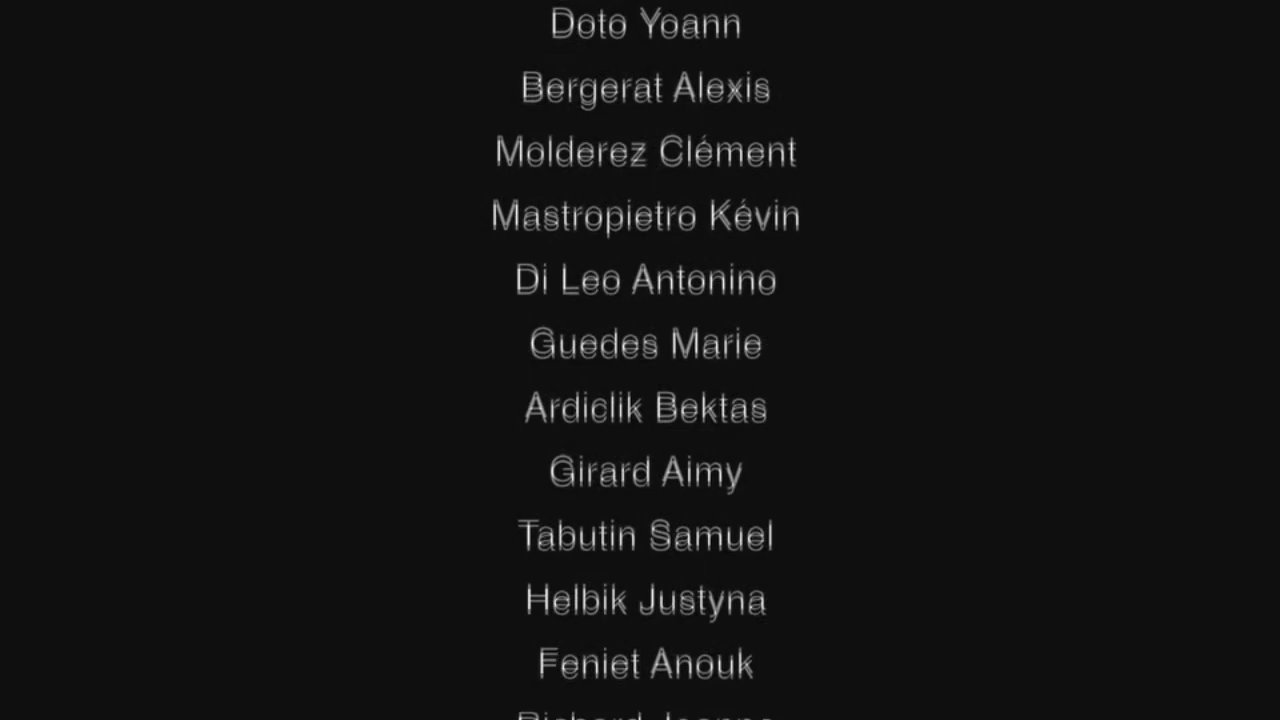 Doto Yoann
Bergerat Alexis
Molderez Clément
Mastropietro Kévin
Di Leo Antonino
Guedes Marie
Ardiclik Bektas
Girard Aimy
Tabutin Samuel
Helbik Justyna
Feniet Anouk
Richard